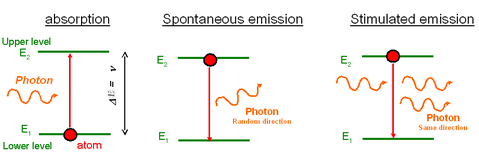 absorption
Spontaneous emission
Stimulated emission
Upper level
E2
Photon
ΔE = ν
E1
Lower level
atom
E2
Photon
Random direction
E1
E2
Photon
Same direction
E1